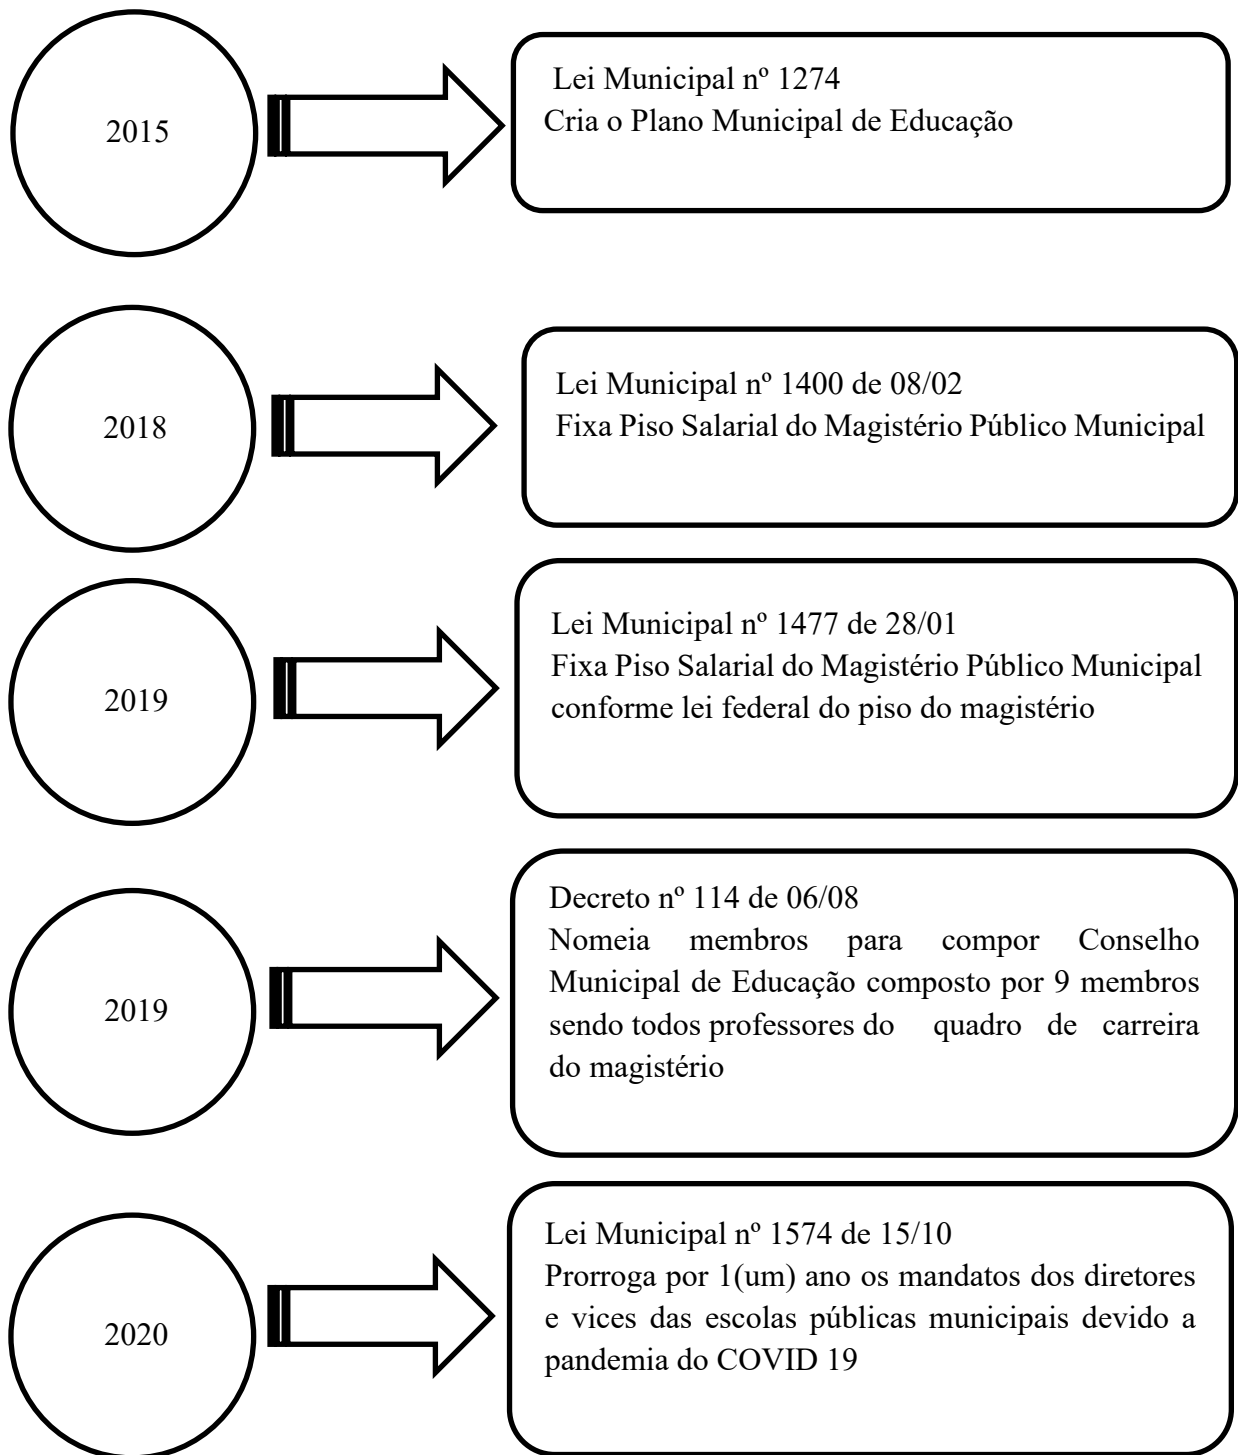 2015
Lei Municipal nº 1274
Cria o Plano Municipal de Educação
2018
Lei Municipal nº 1400 de 08/02
Fixa Piso Salarial do Magistério Público Municipal
2019
Lei Municipal nº 1477 de 28/01
Fixa Piso Salarial do Magistério Público Municipal
conforme lei federal do piso do magistério
2019
Decreto nº 114 de 06/08
Nomeia membros para compor Conselho
Municipal de Educação composto por 9 membros
sendo todos professores do quadro de carreira
do magistério
2020
Lei Municipal nº 1574 de 15/10
Prorroga por 1(um) ano os mandatos dos diretores
e vices das escolas públicas municipais devido a
pandemia do COVID 19